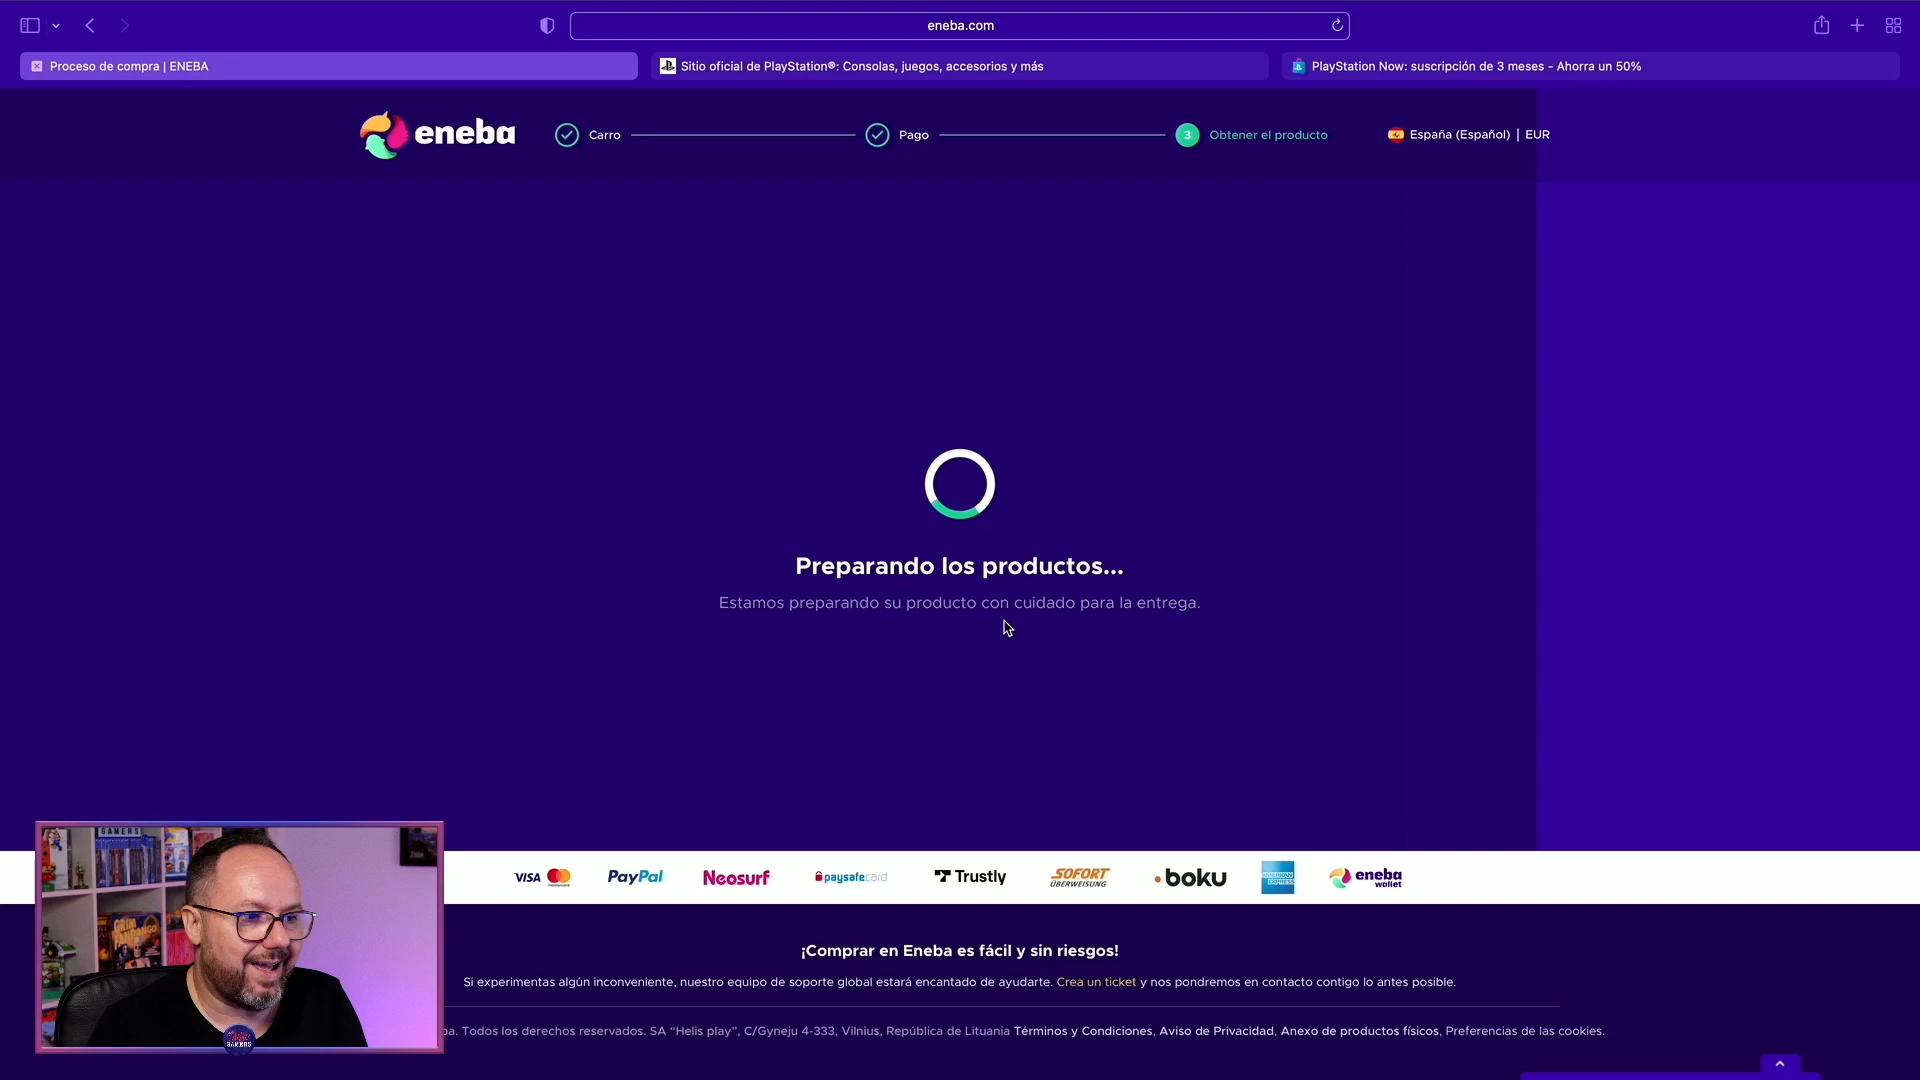 eneba.com
Proceso de compra | ENEBA
Sitio oficial de PlayStation®: Consolas, juegos, accesorios y más
PlayStation Now: suscripción de 3 meses - Ahorra un 50%
eneba
Carro
Pago
3 Obtener el producto
España (Español) | EUR
Preparando los productos...
Estamos preparando su producto con cuidado para la entrega.
VISA mastercard PayPal Neosurf paysafecard Trustly SOFORT ÜBERWEISUNG boku AMERICAN EXPRESS eneba wallet
¡Comprar en Eneba es fácil y sin riesgos!
Si experimentas algún inconveniente, nuestro equipo de soporte global estará encantado de ayudarte. Crea un ticket y nos pondremos en contacto contigo lo antes posible.
ba. Todos los derechos reservados. SA “Helis play”, C/Gyneju 4-333, Vilnius, República de Lituania Términos y Condiciones, Aviso de Privacidad, Anexo de productos físicos, Preferencias de las cookies.
GAMERS
GRIM FANDANGO
GAMERS